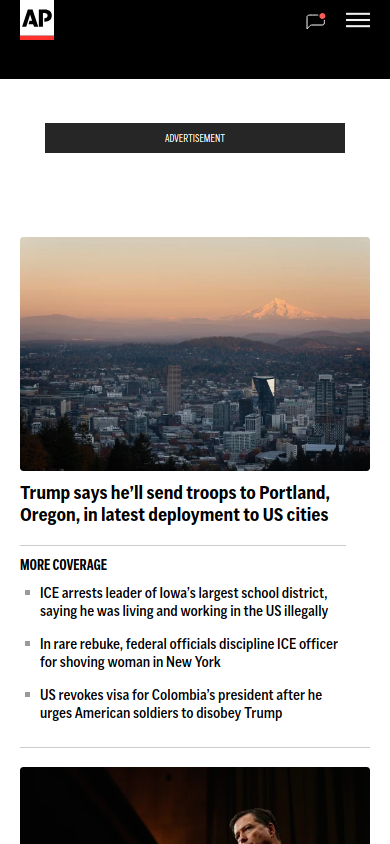 AP
ADVERTISEMENT
Trump says he’ll send troops to Portland,
Oregon, in latest deployment to US cities
MORE COVERAGE
ICE arrests leader of Iowa’s largest school district,
saying he was living and working in the US illegally
In rare rebuke, federal officials discipline ICE officer
for shoving woman in New York
US revokes visa for Colombia’s president after he
urges American soldiers to disobey Trump